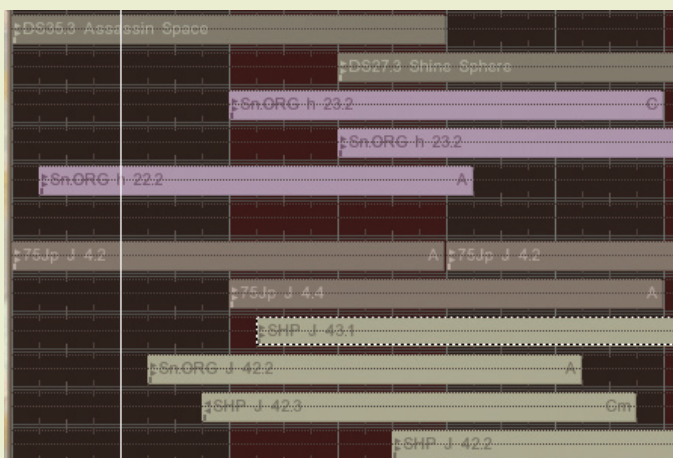 DS35.3 Assassin Space
DS27.3 Shine Sphere
Sn.ORG h 23.2 C
Sn.ORG h 23.2
Sn.ORG h 22.2 A
75Jp J 4.2 A 75Jp J 4.2
75Jp J 4.4 A
SHP J 43.1
Sn.ORG J 42.2 A
SHP J 42.3 Cm
SHP J 42.2